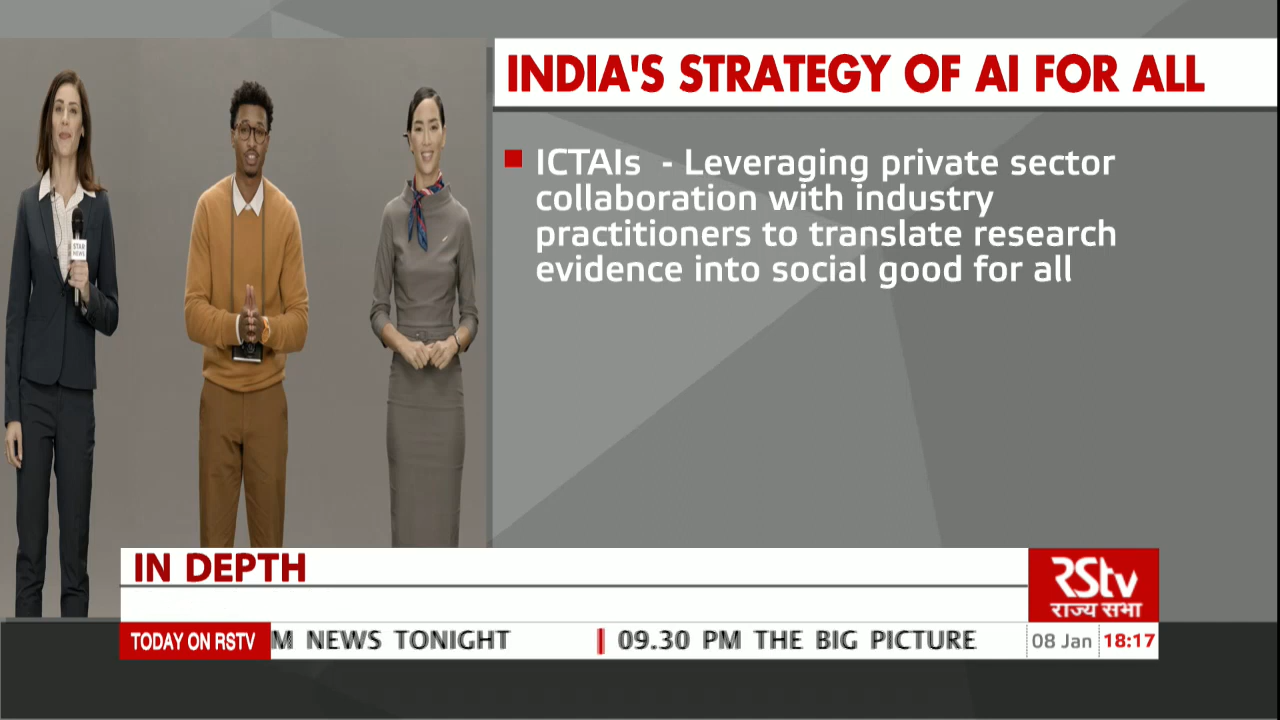 INDIA'S STRATEGY OF AI FOR ALL
ICTAIs - Leveraging private sector
collaboration with industry
practitioners to translate research
evidence into social good for all
STAR
NEWS
IN DEPTH
RStv
राज्य सभा
TODAY ON RSTV
M NEWS TONIGHT
09.30 PM THE BIG PICTURE
08 Jan
18:17